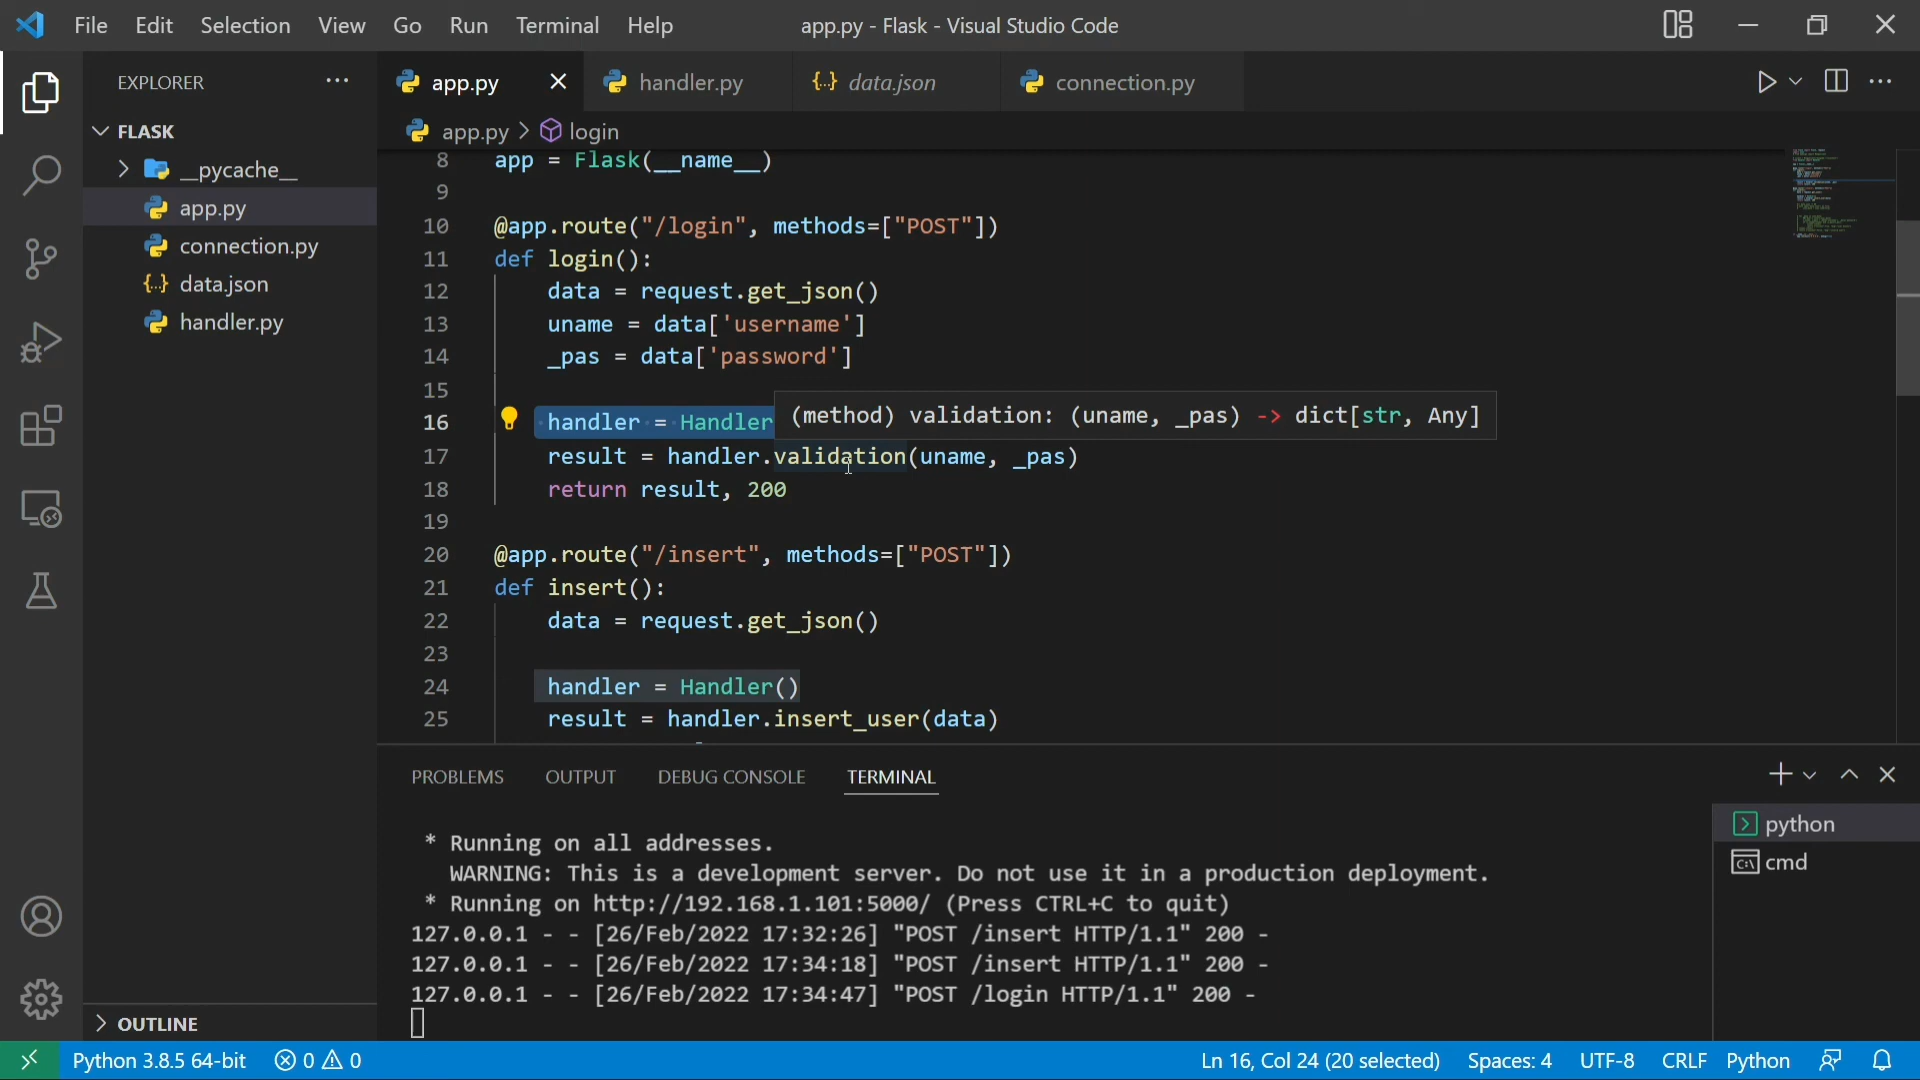 File Edit Selection View Go Run Terminal Help app.py - Flask - Visual Studio Code
EXPLORER
FLASK
__pycache__
app.py
connection.py
data.json
handler.py
OUTLINE
app.py handler.py {} data.json connection.py
app.py > login
8 app = Flask(__name__)
9
10 @app.route("/login", methods=["POST"])
11 def login():
12 data = request.get_json()
13 uname = data['username']
14 _pas = data['password']
15
16 handler = Handler
(method) validation: (uname, _pas) -> dict[str, Any]
17 result = handler.validation(uname, _pas)
18 return result, 200
19
20 @app.route("/insert", methods=["POST"])
21 def insert():
22 data = request.get_json()
23
24 handler = Handler()
25 result = handler.insert_user(data)
PROBLEMS OUTPUT DEBUG CONSOLE TERMINAL
* Running on all addresses.
WARNING: This is a development server. Do not use it in a production deployment.
* Running on http://192.168.1.101:5000/ (Press CTRL+C to quit)
127.0.0.1 - - [26/Feb/2022 17:32:26] "POST /insert HTTP/1.1" 200 -
127.0.0.1 - - [26/Feb/2022 17:34:18] "POST /insert HTTP/1.1" 200 -
127.0.0.1 - - [26/Feb/2022 17:34:47] "POST /login HTTP/1.1" 200 -
python
cmd
Python 3.8.5 64-bit 0 0 Ln 16, Col 24 (20 selected) Spaces: 4 UTF-8 CRLF Python